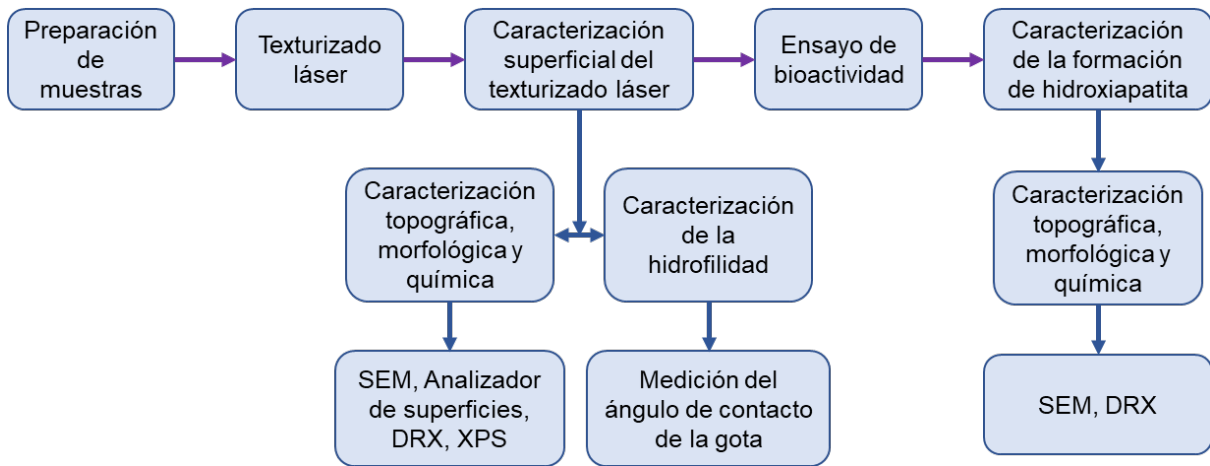 Preparación
de
muestras
Texturizado
láser
Caracterización
superficial del
texturizado láser
Ensayo de
bioactividad
Caracterización
de la formación
de hidroxiapatita
Caracterización
topográfica,
morfológica y
química
Caracterización
de la
hidrofilidad
Caracterización
topográfica,
morfológica y
química
SEM, Analizador
de superficies,
DRX, XPS
Medición del
ángulo de contacto
de la gota
SEM, DRX